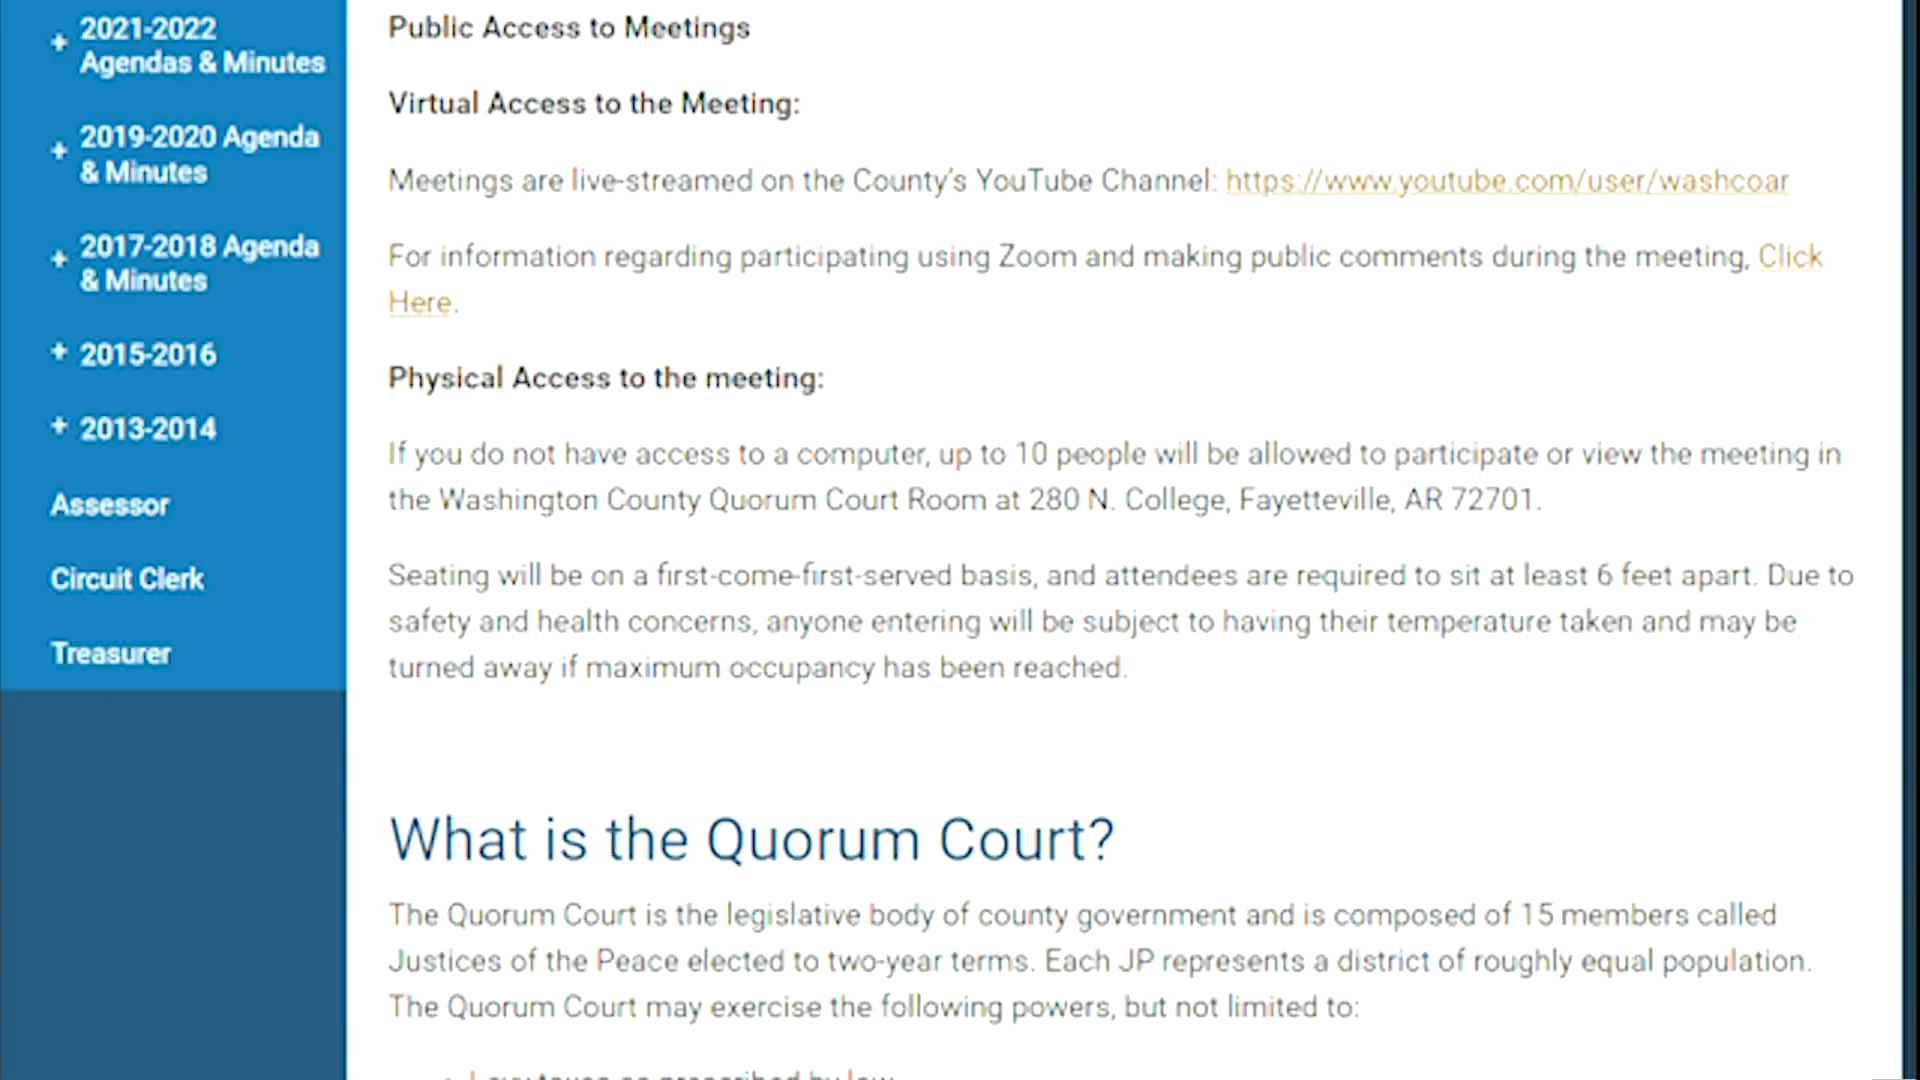 + 2021-2022
Agendas & Minutes
+ 2019-2020 Agenda
& Minutes
+ 2017-2018 Agenda
& Minutes
+ 2015-2016
+ 2013-2014
Assessor
Circuit Clerk
Treasurer
Public Access to Meetings
Virtual Access to the Meeting:
Meetings are live-streamed on the County's YouTube Channel: https://www.youtube.com/user/washcoar
For information regarding participating using Zoom and making public comments during the meeting, Click
Here.
Physical Access to the meeting:
If you do not have access to a computer, up to 10 people will be allowed to participate or view the meeting in
the Washington County Quorum Court Room at 280 N. College, Fayetteville, AR 72701.
Seating will be on a first-come-first-served basis, and attendees are required to sit at least 6 feet apart. Due to
safety and health concerns, anyone entering will be subject to having their temperature taken and may be
turned away if maximum occupancy has been reached.
What is the Quorum Court?
The Quorum Court is the legislative body of county government and is composed of 15 members called
Justices of the Peace elected to two-year terms. Each JP represents a district of roughly equal population.
The Quorum Court may exercise the following powers, but not limited to: